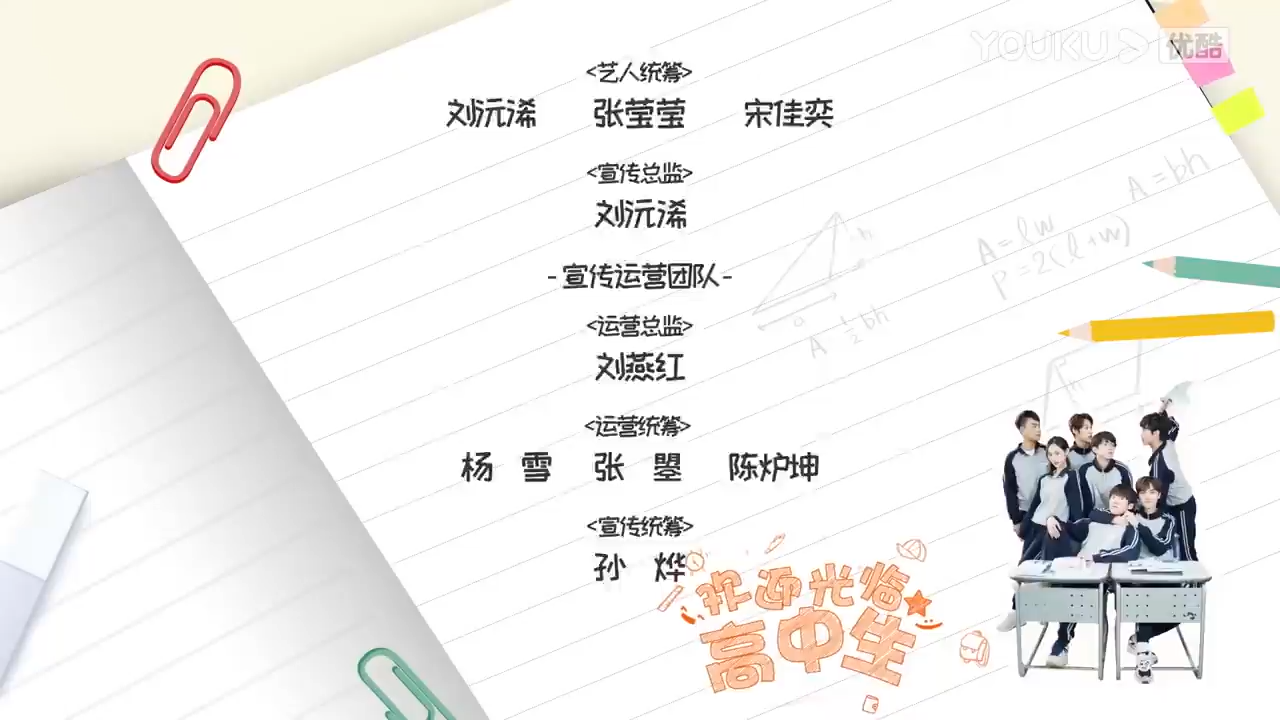 YOUKU 优酷
<艺人统筹>
刘沅浠 张莹莹 宋佳奕
<宣传总监>
刘沅浠
A=bh
A=lw
P=2(l+w)
-宣传运营团队-
<运营总监>
h
a
A 1/2 bh
刘燕红
h
<运营统筹>
杨 雪 张 曌 陈炉坤
<宣传统筹>
孙 烨
欢迎光临
高中生